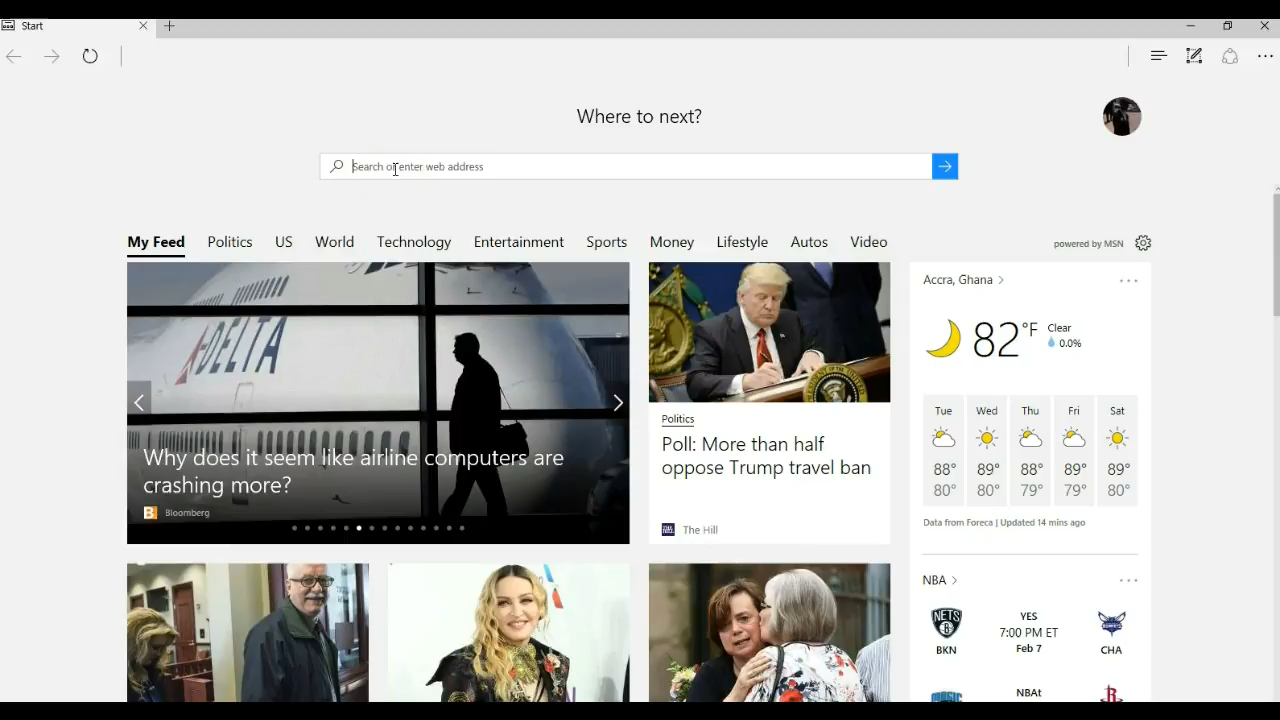 Start
Where to next?
Search or enter web address
My Feed Politics US World Technology Entertainment Sports Money Lifestyle Autos Video
powered by MSN
DELTA
Why does it seem like airline computers are
crashing more?
B
Bloomberg
Politics
Poll: More than half
oppose Trump travel ban
The Hill
Accra, Ghana
82°F
Clear
0.0%
Tue Wed Thu Fri Sat
88° 89° 88° 89° 89°
80° 80° 79° 79° 80°
Data from Foreca | Updated 14 mins ago
NBA
NETS
YES
7:00 PM ET
Feb 7
BKN
CHA
NBAt